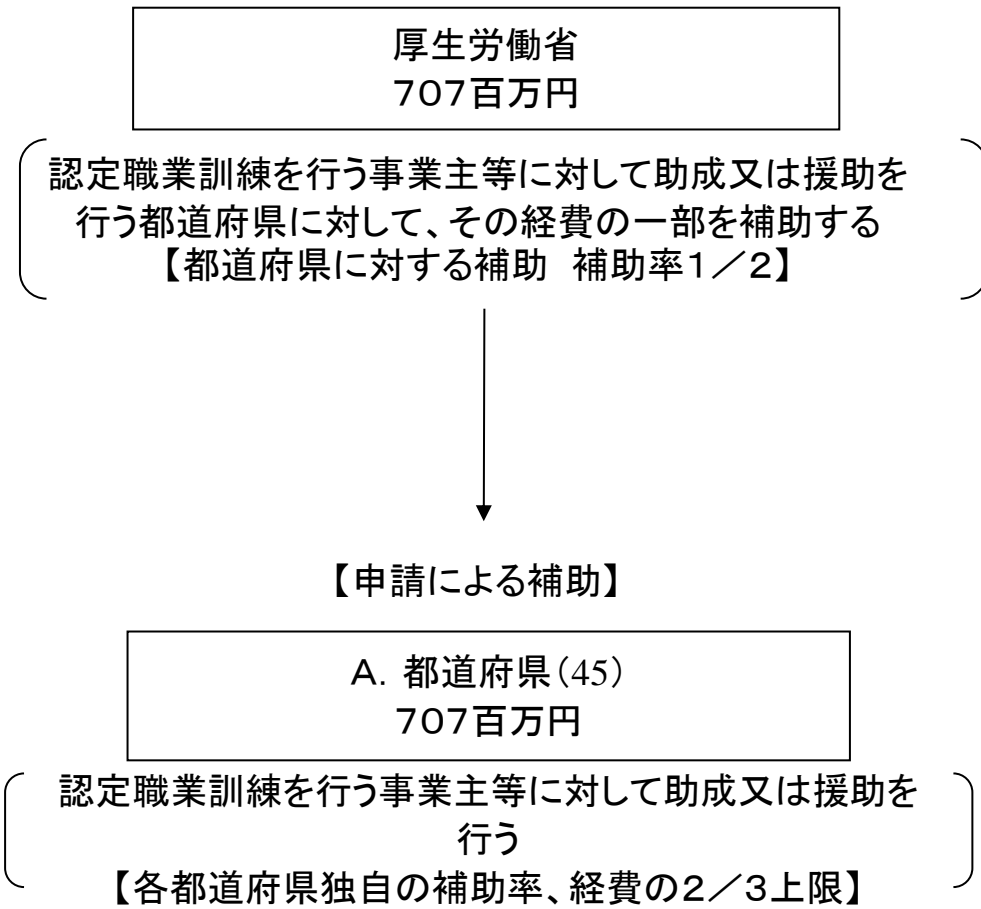 厚生労働省
７０７百万円
認定職業訓練を行う事業主等に対して助成又は援助を
行う都道府県に対して、その経費の一部を補助する
【都道府県に対する補助　補助率１／２】
【申請による補助】
Ａ．都道府県（45）
７０７百万円
認定職業訓練を行う事業主等に対して助成又は援助を
行う
【各都道府県独自の補助率、経費の２／３上限】